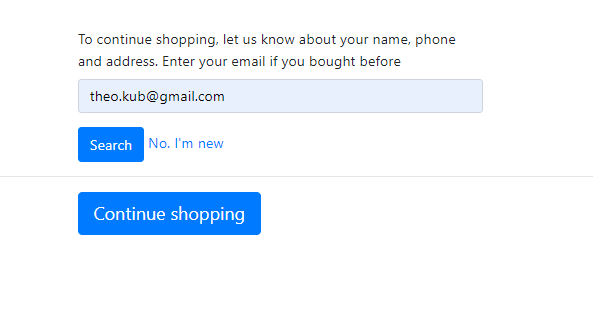 To continue shopping, let us know about your name, phone
and address. Enter your email if you bought before
theo.kub@gmail.com
Search No. I'm new
Continue shopping